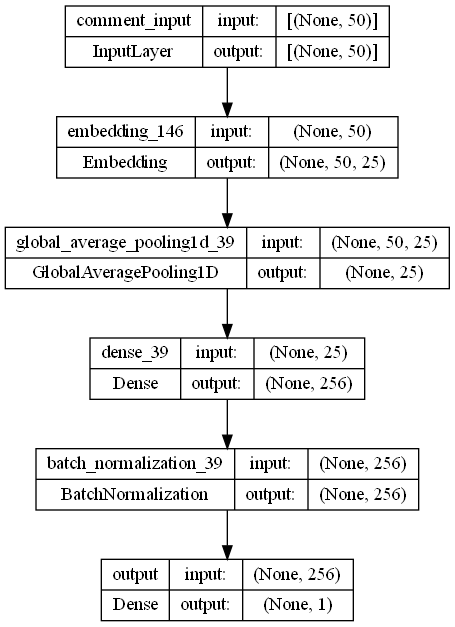 comment_input input: [(None, 50)]
InputLayer output: [(None, 50)]
embedding_146 input: (None, 50)
Embedding output: (None, 50, 25)
global_average_pooling1d_39 input: (None, 50, 25)
GlobalAveragePooling1D output: (None, 25)
dense_39 input: (None, 25)
Dense output: (None, 256)
batch_normalization_39 input: (None, 256)
BatchNormalization output: (None, 256)
output input: (None, 256)
Dense output: (None, 1)